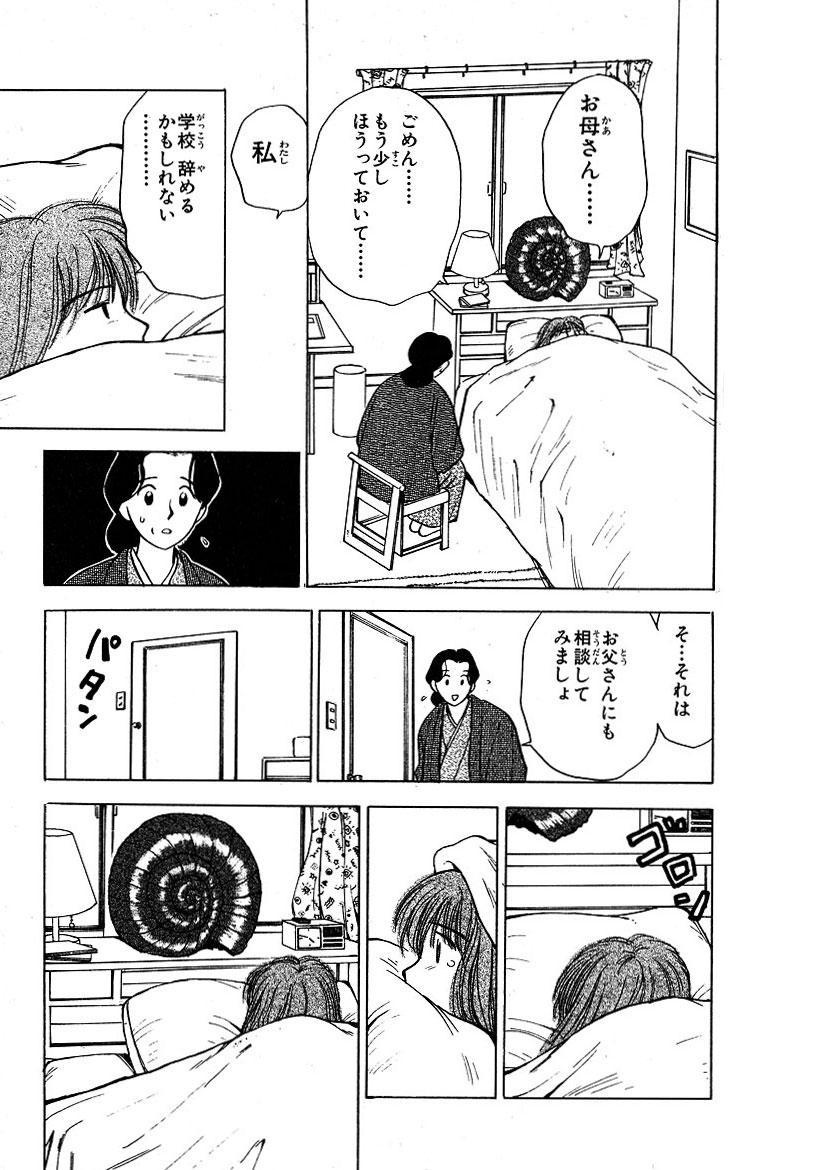 お母さん……
ごめん……
もう少し
ほうっておいて……
私
学校 辞める
かもしれない
…………
そ…それは
お父さんにも
相談して
みましょ
パタン
ゴロン